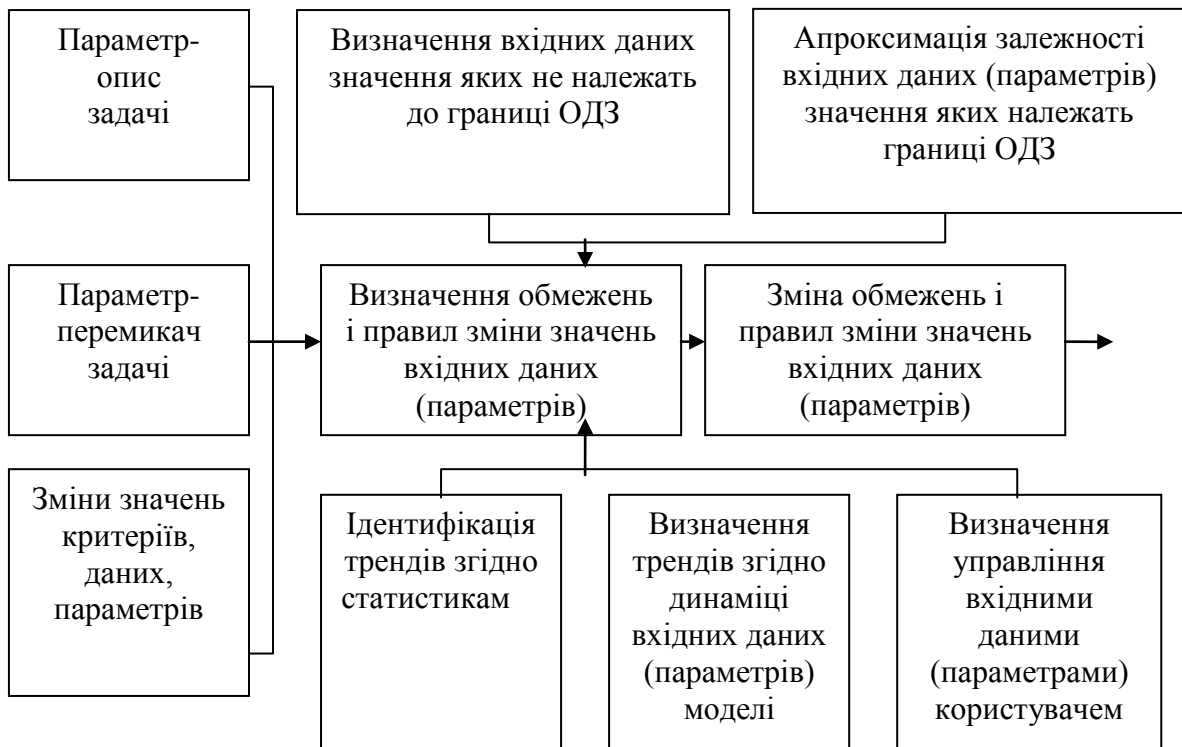 Параметр-
опис
задачі
Визначення вхідних даних
значення яких не належать
до границі ОДЗ
Апроксимація залежності
вхідних даних (параметрів)
значення яких належать
границі ОДЗ
Параметр-
перемикач
задачі
Визначення обмежень
і правил зміни значень
вхідних даних
(параметрів)
Зміна обмежень і
правил зміни значень
вхідних даних
(параметрів)
Зміни значень
критеріїв,
даних,
параметрів
Ідентифікація
трендів згідно
статистикам
Визначення
трендів згідно
динаміці
вхідних даних
(параметрів)
моделі
Визначення
управління
вхідними
даними
(параметрами)
користувачем